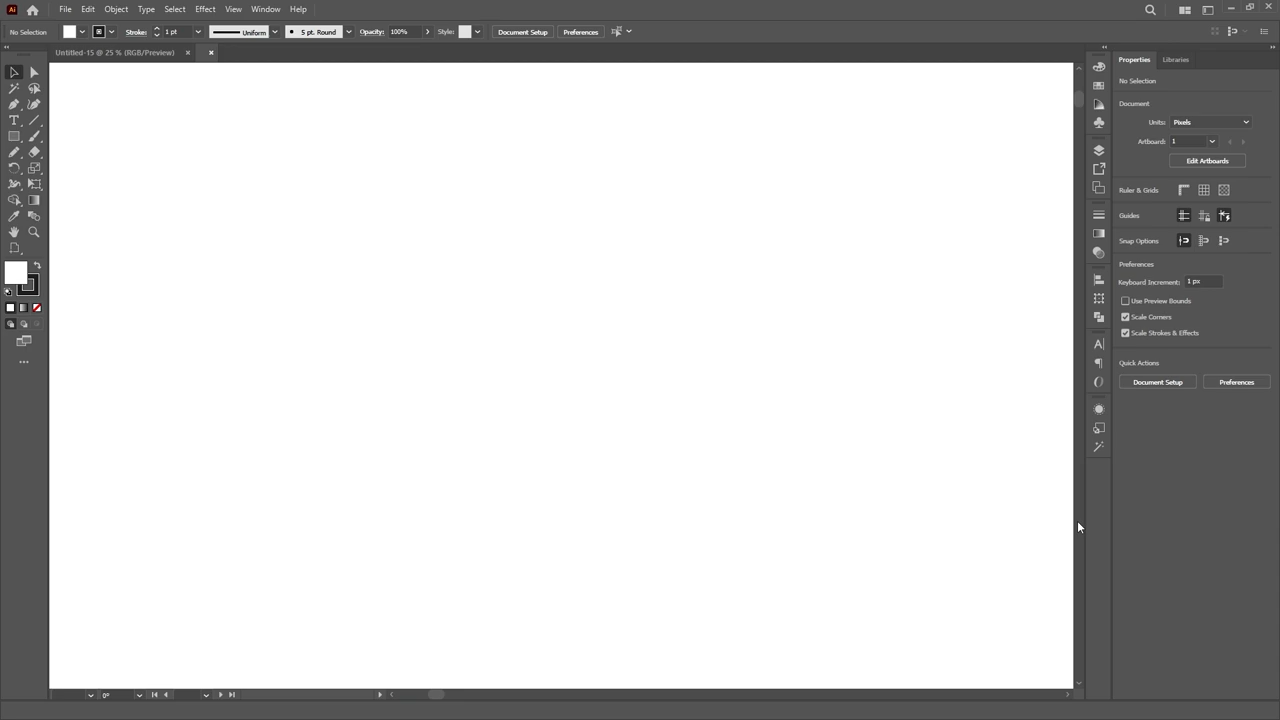 Ai File Edit Object Type Select Effect View Window Help
No Selection Stroke: 1 pt Uniform 5 pt. Round Opacity: 100% Style: Document Setup Preferences
Untitled-15 @ 25 % (RGB/Preview)
Properties Libraries
No Selection
Document
Units: Pixels
Artboard: 1
Edit Artboards
Ruler & Grids
Guides
Snap Options
Preferences
Keyboard Increment: 1 px
Use Preview Bounds
Scale Corners
Scale Strokes & Effects
Quick Actions
Document Setup Preferences
0°